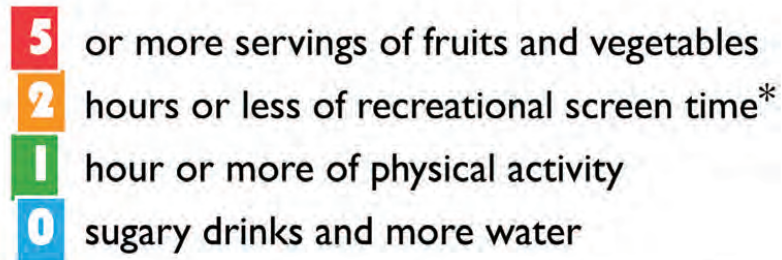 5 or more servings of fruits and vegetables
2 hours or less of recreational screen time*
1 hour or more of physical activity
0 sugary drinks and more water